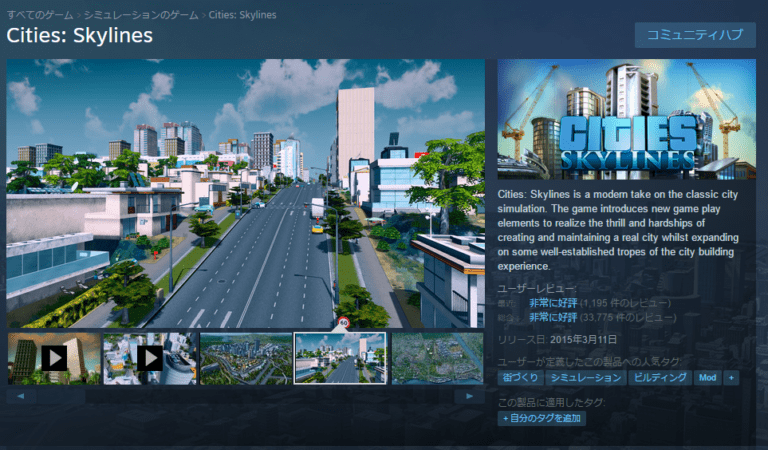 すべてのゲーム > シミュレーションのゲーム > Cities: Skylines
Cities: Skylines
コミュニティハブ
60
CITIES
SKYLINES
Cities: Skylines is a modern take on the classic city
simulation. The game introduces new game play
elements to realize the thrill and hardships of
creating and maintaining a real city whilst expanding
on some well-established tropes of the city building
experience.
ユーザーレビュー:
最近: 非常に好評 (1,195 件のレビュー)
総合: 非常に好評 (33,775 件のレビュー)
リリース日: 2015年3月11日
ユーザーが定義したこの製品への人気タグ:
街づくり シミュレーション ビルディング Mod +
この製品に適用したタグ:
+ 自分のタグを追加